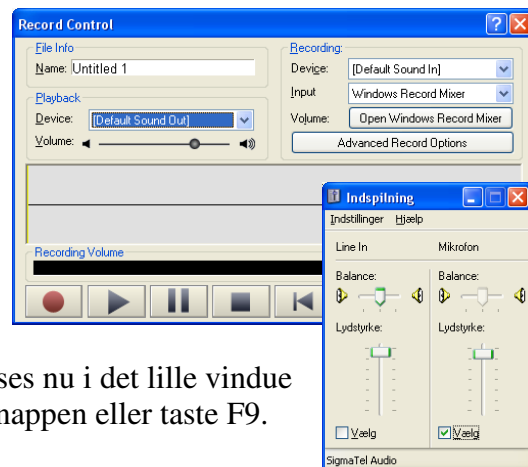 Record Control
File Info
Name: Untitled 1
Playback
Device: [Default Sound Out]
Volume:
Recording:
Device: [Default Sound In]
Input Windows Record Mixer
Volume: Open Windows Record Mixer
Advanced Record Options
Recording Volume
Indspilning
Indstillinger Hjælp
Line In Mikrofon
Balance: Balance:
Lydstyrke: Lydstyrke:
Vælg Vælg
SigmaTel Audio
ses nu i det lille vindue
nappen eller taste F9.